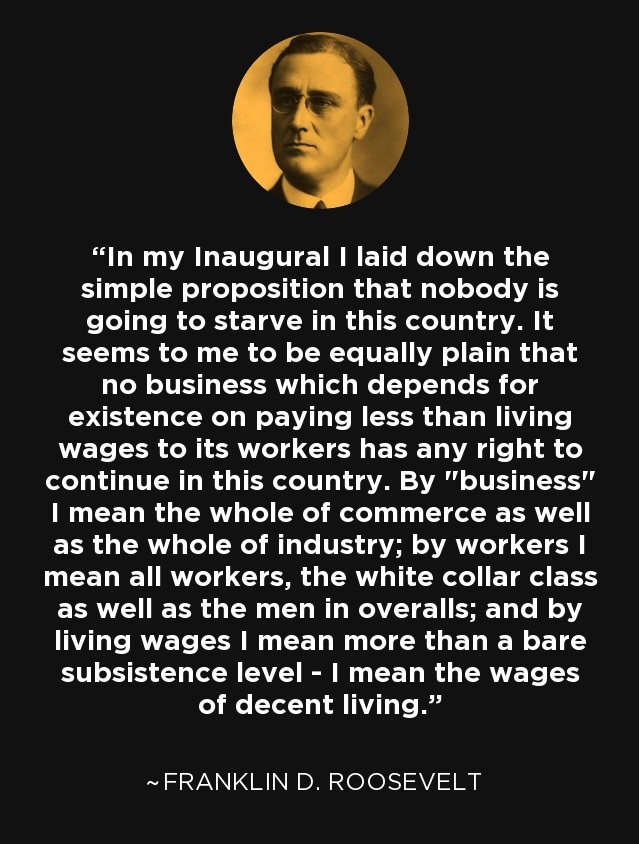 “In my Inaugural I laid down the
simple proposition that nobody is
going to starve in this country. It
seems to me to be equally plain that
no business which depends for
existence on paying less than living
wages to its workers has any right to
continue in this country. By "business"
I mean the whole of commerce as well
as the whole of industry; by workers I
mean all workers, the white collar class
as well as the men in overalls; and by
living wages I mean more than a bare
subsistence level - I mean the wages
of decent living.”
~FRANKLIN D. ROOSEVELT